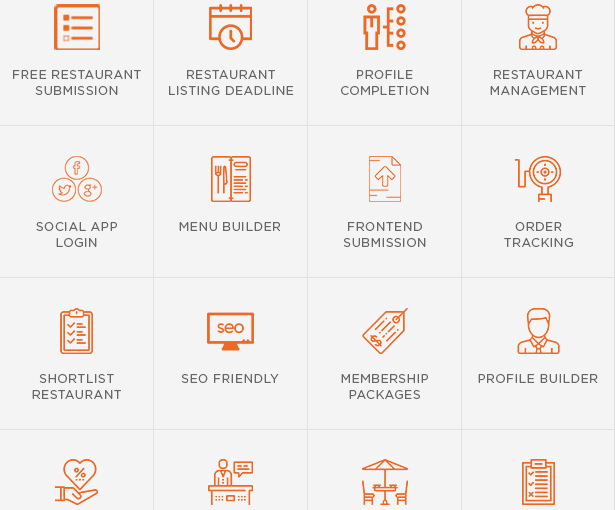 FREE RESTAURANT
SUBMISSION
RESTAURANT
LISTING DEADLINE
PROFILE
COMPLETION
RESTAURANT
MANAGEMENT
f
g+
SOCIAL APP
LOGIN
MENU BUILDER
FRONTEND
SUBMISSION
ORDER
TRACKING
SHORTLIST
RESTAURANT
seo
SEO FRIENDLY
$
MEMBERSHIP
PACKAGES
PROFILE BUILDER
%